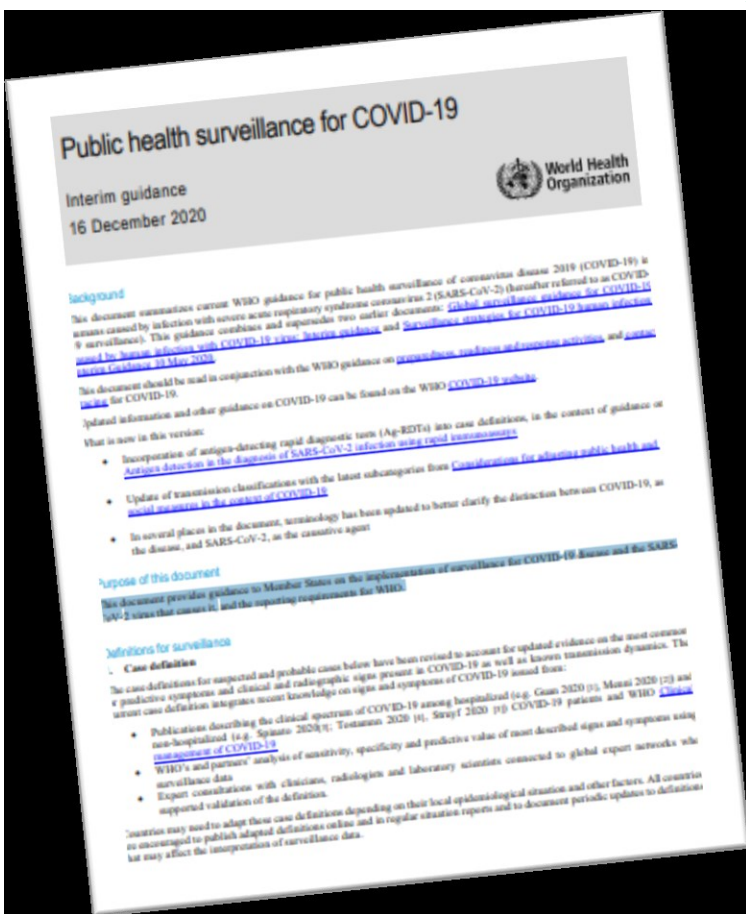 Public health surveillance for COVID-19
Interim guidance
16 December 2020
World Health
Organization
Background
This document summarizes current WHO guidance for public health surveillance of coronavirus disease 2019 (COVID-19) in
humans caused by infection with severe acute respiratory syndrome coronavirus 2 (SARS-CoV-2) (hereafter referred to as COVID-
19 surveillance). This guidance combines and supersedes two earlier documents: Global surveillance guidance for COVID-19
caused by human infection with COVID-19 virus: Interim guidance and Surveillance strategies for COVID-19 human infection:
Interim Guidance 10 May 2020.
This document should be read in conjunction with the WHO guidance on preparedness, readiness and response activities, and contact
tracing for COVID-19.
Updated information and other guidance on COVID-19 can be found on the WHO COVID-19 website.
What is new in this version:
• Incorporation of antigen-detecting rapid diagnostic tests (Ag-RDTs) into case definitions, in the context of guidance on
Antigen detection in the diagnosis of SARS-CoV-2 infection using rapid immunoassays
• Update of transmission classifications with the latest subcategories from Considerations for adjusting public health and
social measures in the context of COVID-19
• In several places in the document, terminology has been updated to better clarify the distinction between COVID-19, as
the disease, and SARS-CoV-2, as the causative agent
Purpose of this document
This document provides guidance to Member States on the implementation of surveillance for COVID-19 disease and the SARS-
CoV-2 virus that causes it, and the reporting requirements for WHO.
Definitions for surveillance
. Case definition
The case definitions for suspected and probable cases below have been revised to account for updated evidence on the most common
r predictive symptoms and clinical and radiographic signs present in COVID-19 as well as known transmission dynamics. The
current case definition integrates recent knowledge on signs and symptoms of COVID-19 issued from:
• Publications describing the clinical spectrum of COVID-19 among hospitalized (e.g. Guan 2020 [1], Menni 2020 [2]) and
non-hospitalized (e.g. Spinato 2020[3]; Tostmann 2020 [4], Struyf 2020 [5]) COVID-19 patients and WHO Clinical
management of COVID-19
• WHO's and partners' analysis of sensitivity, specificity and predictive value of most described signs and symptoms using
surveillance data
• Expert consultations with clinicians, radiologists and laboratory scientists connected to global expert networks who
supported validation of the definition.
Countries may need to adapt these case definitions depending on their local epidemiological situation and other factors. All countries
re encouraged to publish adapted definitions online and in regular situation reports and to document periodic updates to definitions
hat may affect the interpretation of surveillance data.